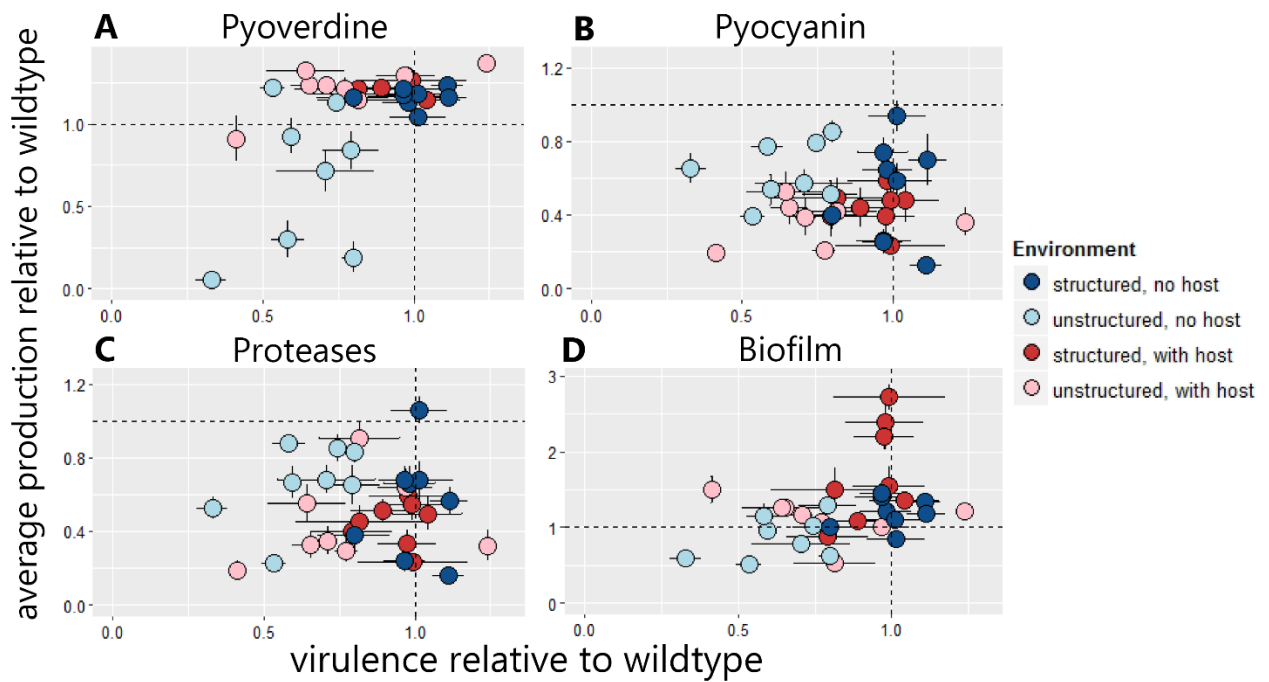 average production relative to wildtype
A Pyoverdine
1.0
0.5
0.0
0.0 0.5 1.0
B Pyocyanin
1.2
0.8
0.4
0.0
0.0 0.5 1.0
C Proteases
1.2
0.8
0.4
0.0
0.0 0.5 1.0
D Biofilm
3
2
1
0
0.0 0.5 1.0
virulence relative to wildtype
Environment
structured, no host
unstructured, no host
structured, with host
unstructured, with host